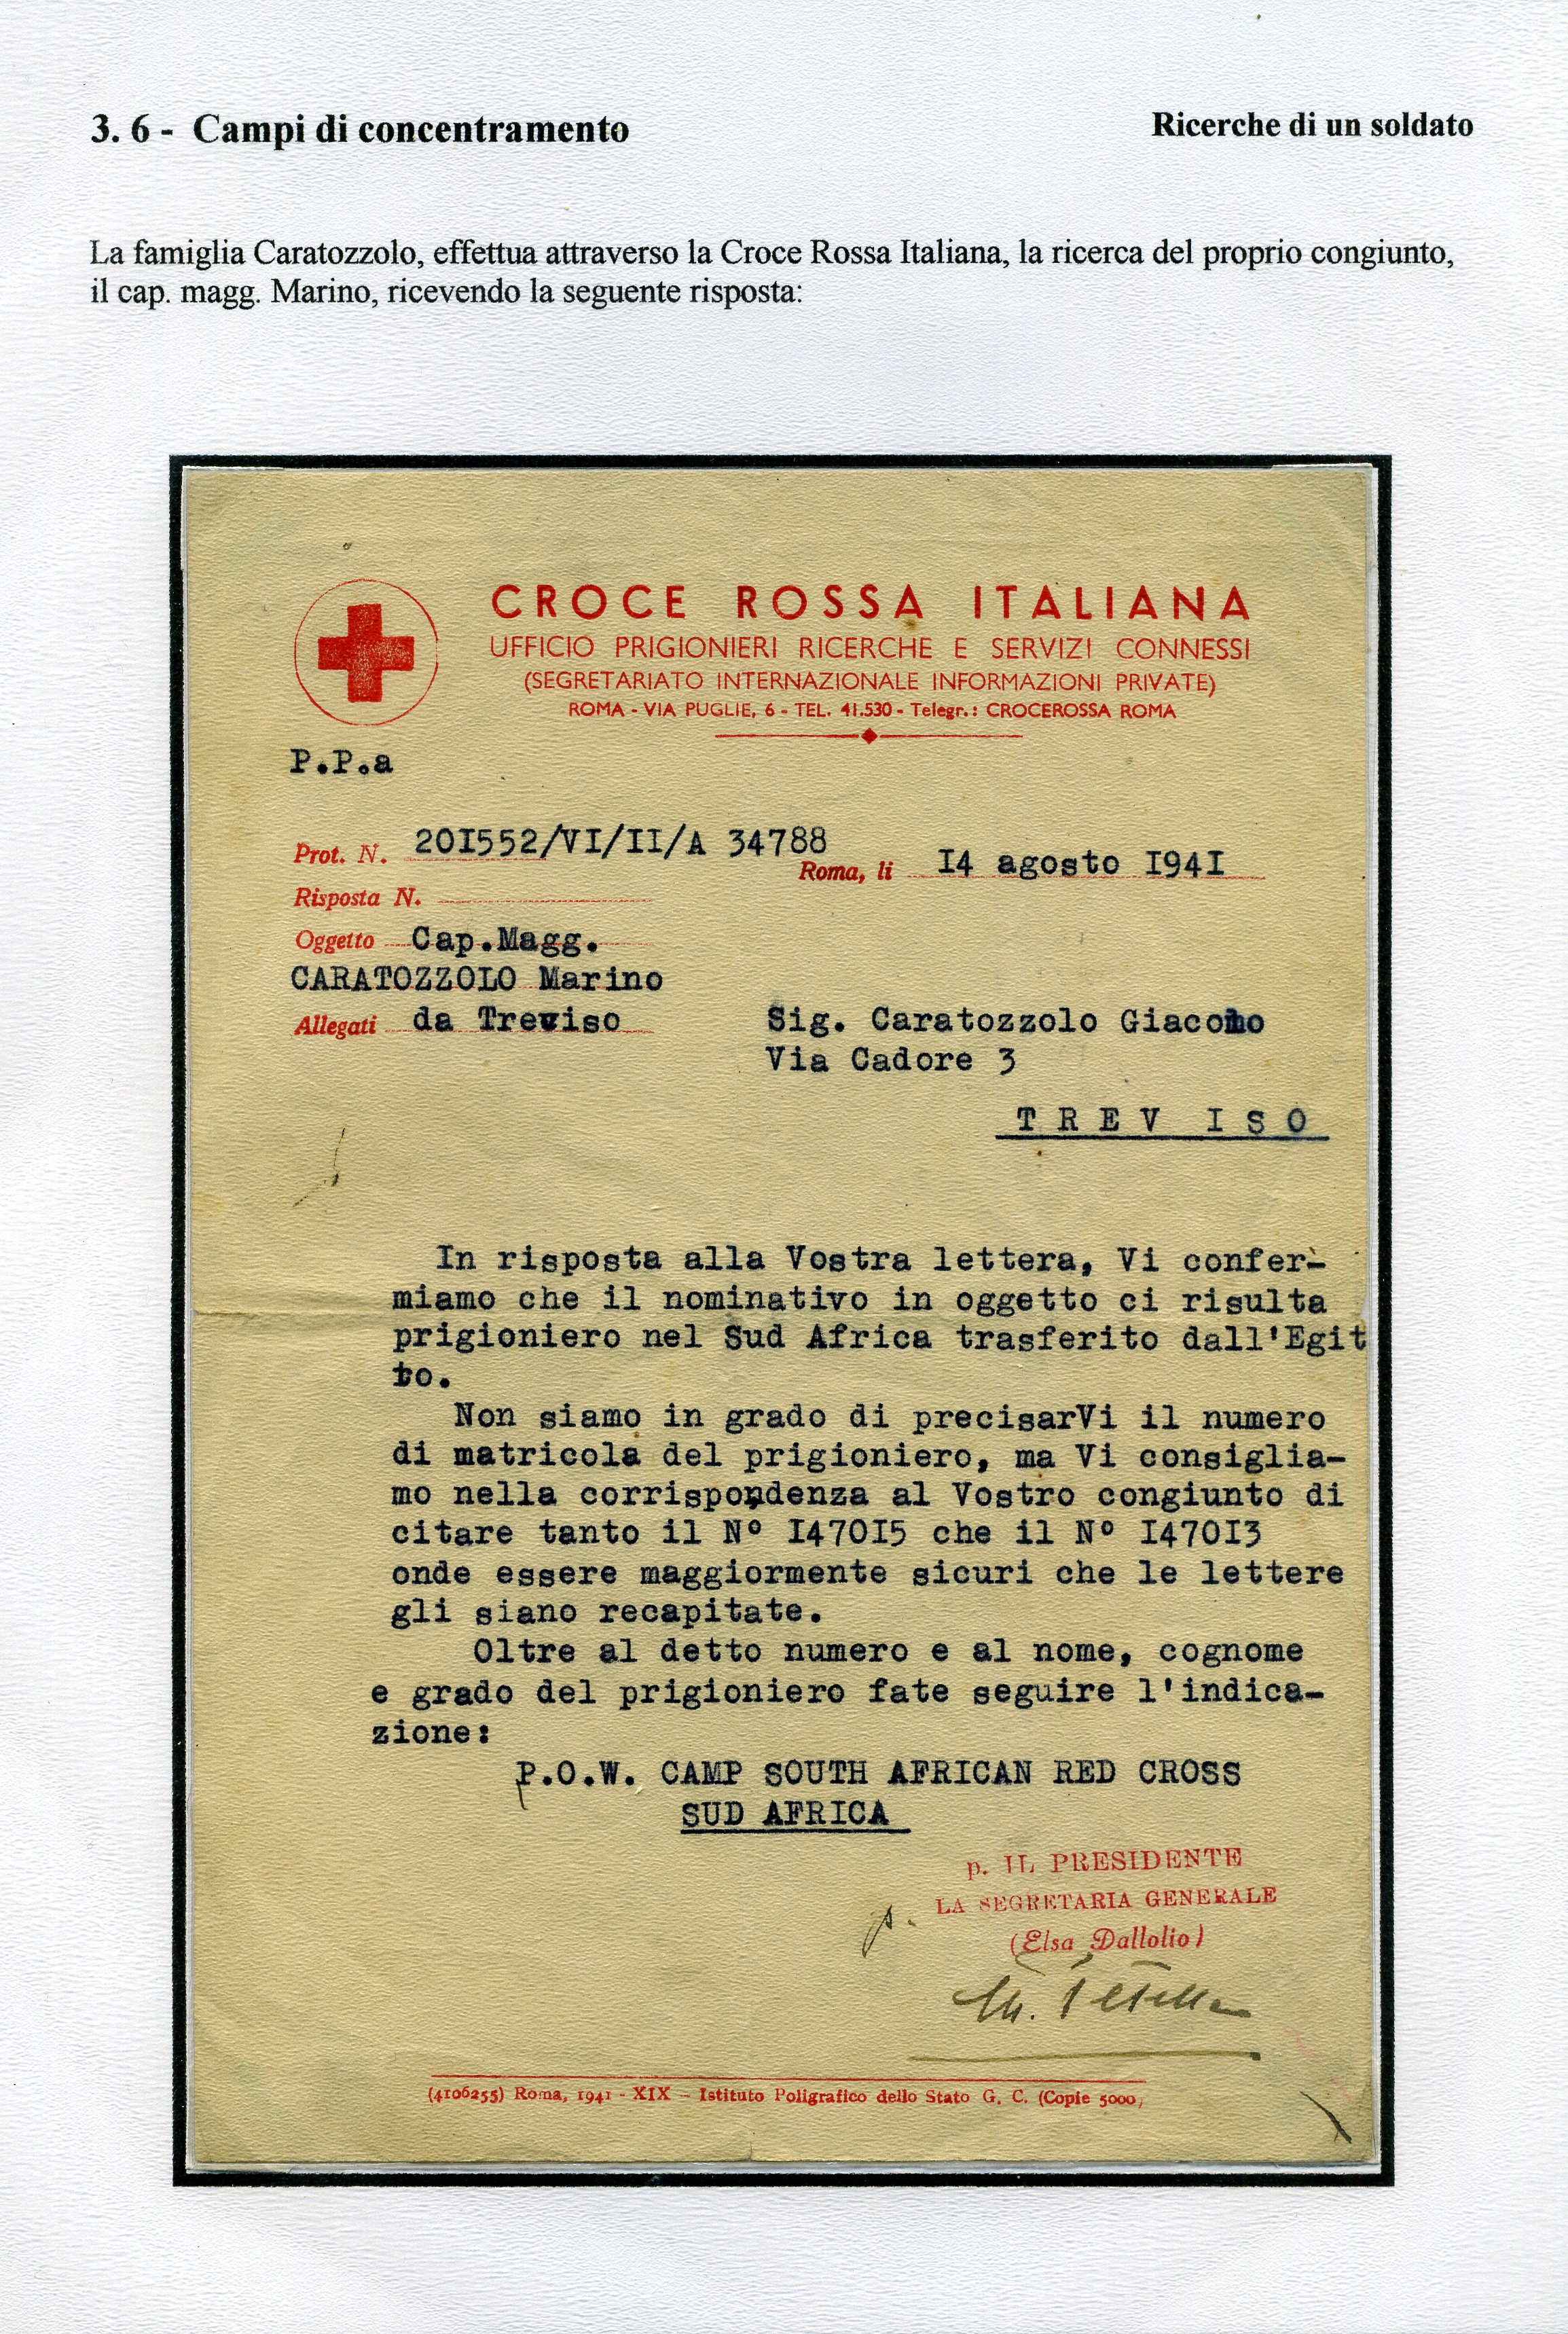 3. 6 - Campi di concentramento
Ricerche di un soldato
La famiglia Caratozzolo, effettua attraverso la Croce Rossa Italiana, la ricerca del proprio congiunto,
il cap. magg. Marino, ricevendo la seguente risposta:
CROCE ROSSA ITALIANA
UFFICIO PRIGIONIERI RICERCHE E SERVIZI CONNESSI
(SEGRETARIATO INTERNAZIONALE INFORMAZIONI PRIVATE)
ROMA - VIA PUGLIE, 6 - TEL. 41.530 - Telegr.: CROCEROSSA ROMA
P.P.a
Prot. N. 20I552/VI/II/A 34788
Roma, li I4 agosto I94I
Risposta N.
Oggetto Cap.Magg.
CARATOZZOLO Marino
Allegati da Treviso
Sig. Caratozzolo Giacomo
Via Cadore 3
T R E V I S O
In risposta alla Vostra lettera, Vi confer-
miamo che il nominativo in oggetto ci risulta
prigioniero nel Sud Africa trasferito dall'Egit
to.
Non siamo in grado di precisarVi il numero
di matricola del prigioniero, ma Vi consiglia-
mo nella corrispondenza al Vostro congiunto di
citare tanto il Nº I470I5 che il Nº I470I3
onde essere maggiormente sicuri che le lettere
gli siano recapitate.
Oltre al detto numero e al nome, cognome
e grado del prigioniero fate seguire l'indica-
zione:
P.O.W. CAMP SOUTH AFRICAN RED CROSS
SUD AFRICA
p. IL PRESIDENTE
LA SEGRETARIA GENERALE
p.
(Elsa Dallolio)
(4106255) Roma, 1941 - XIX - Istituto Poligrafico dello Stato G. C. (Copie 5000)